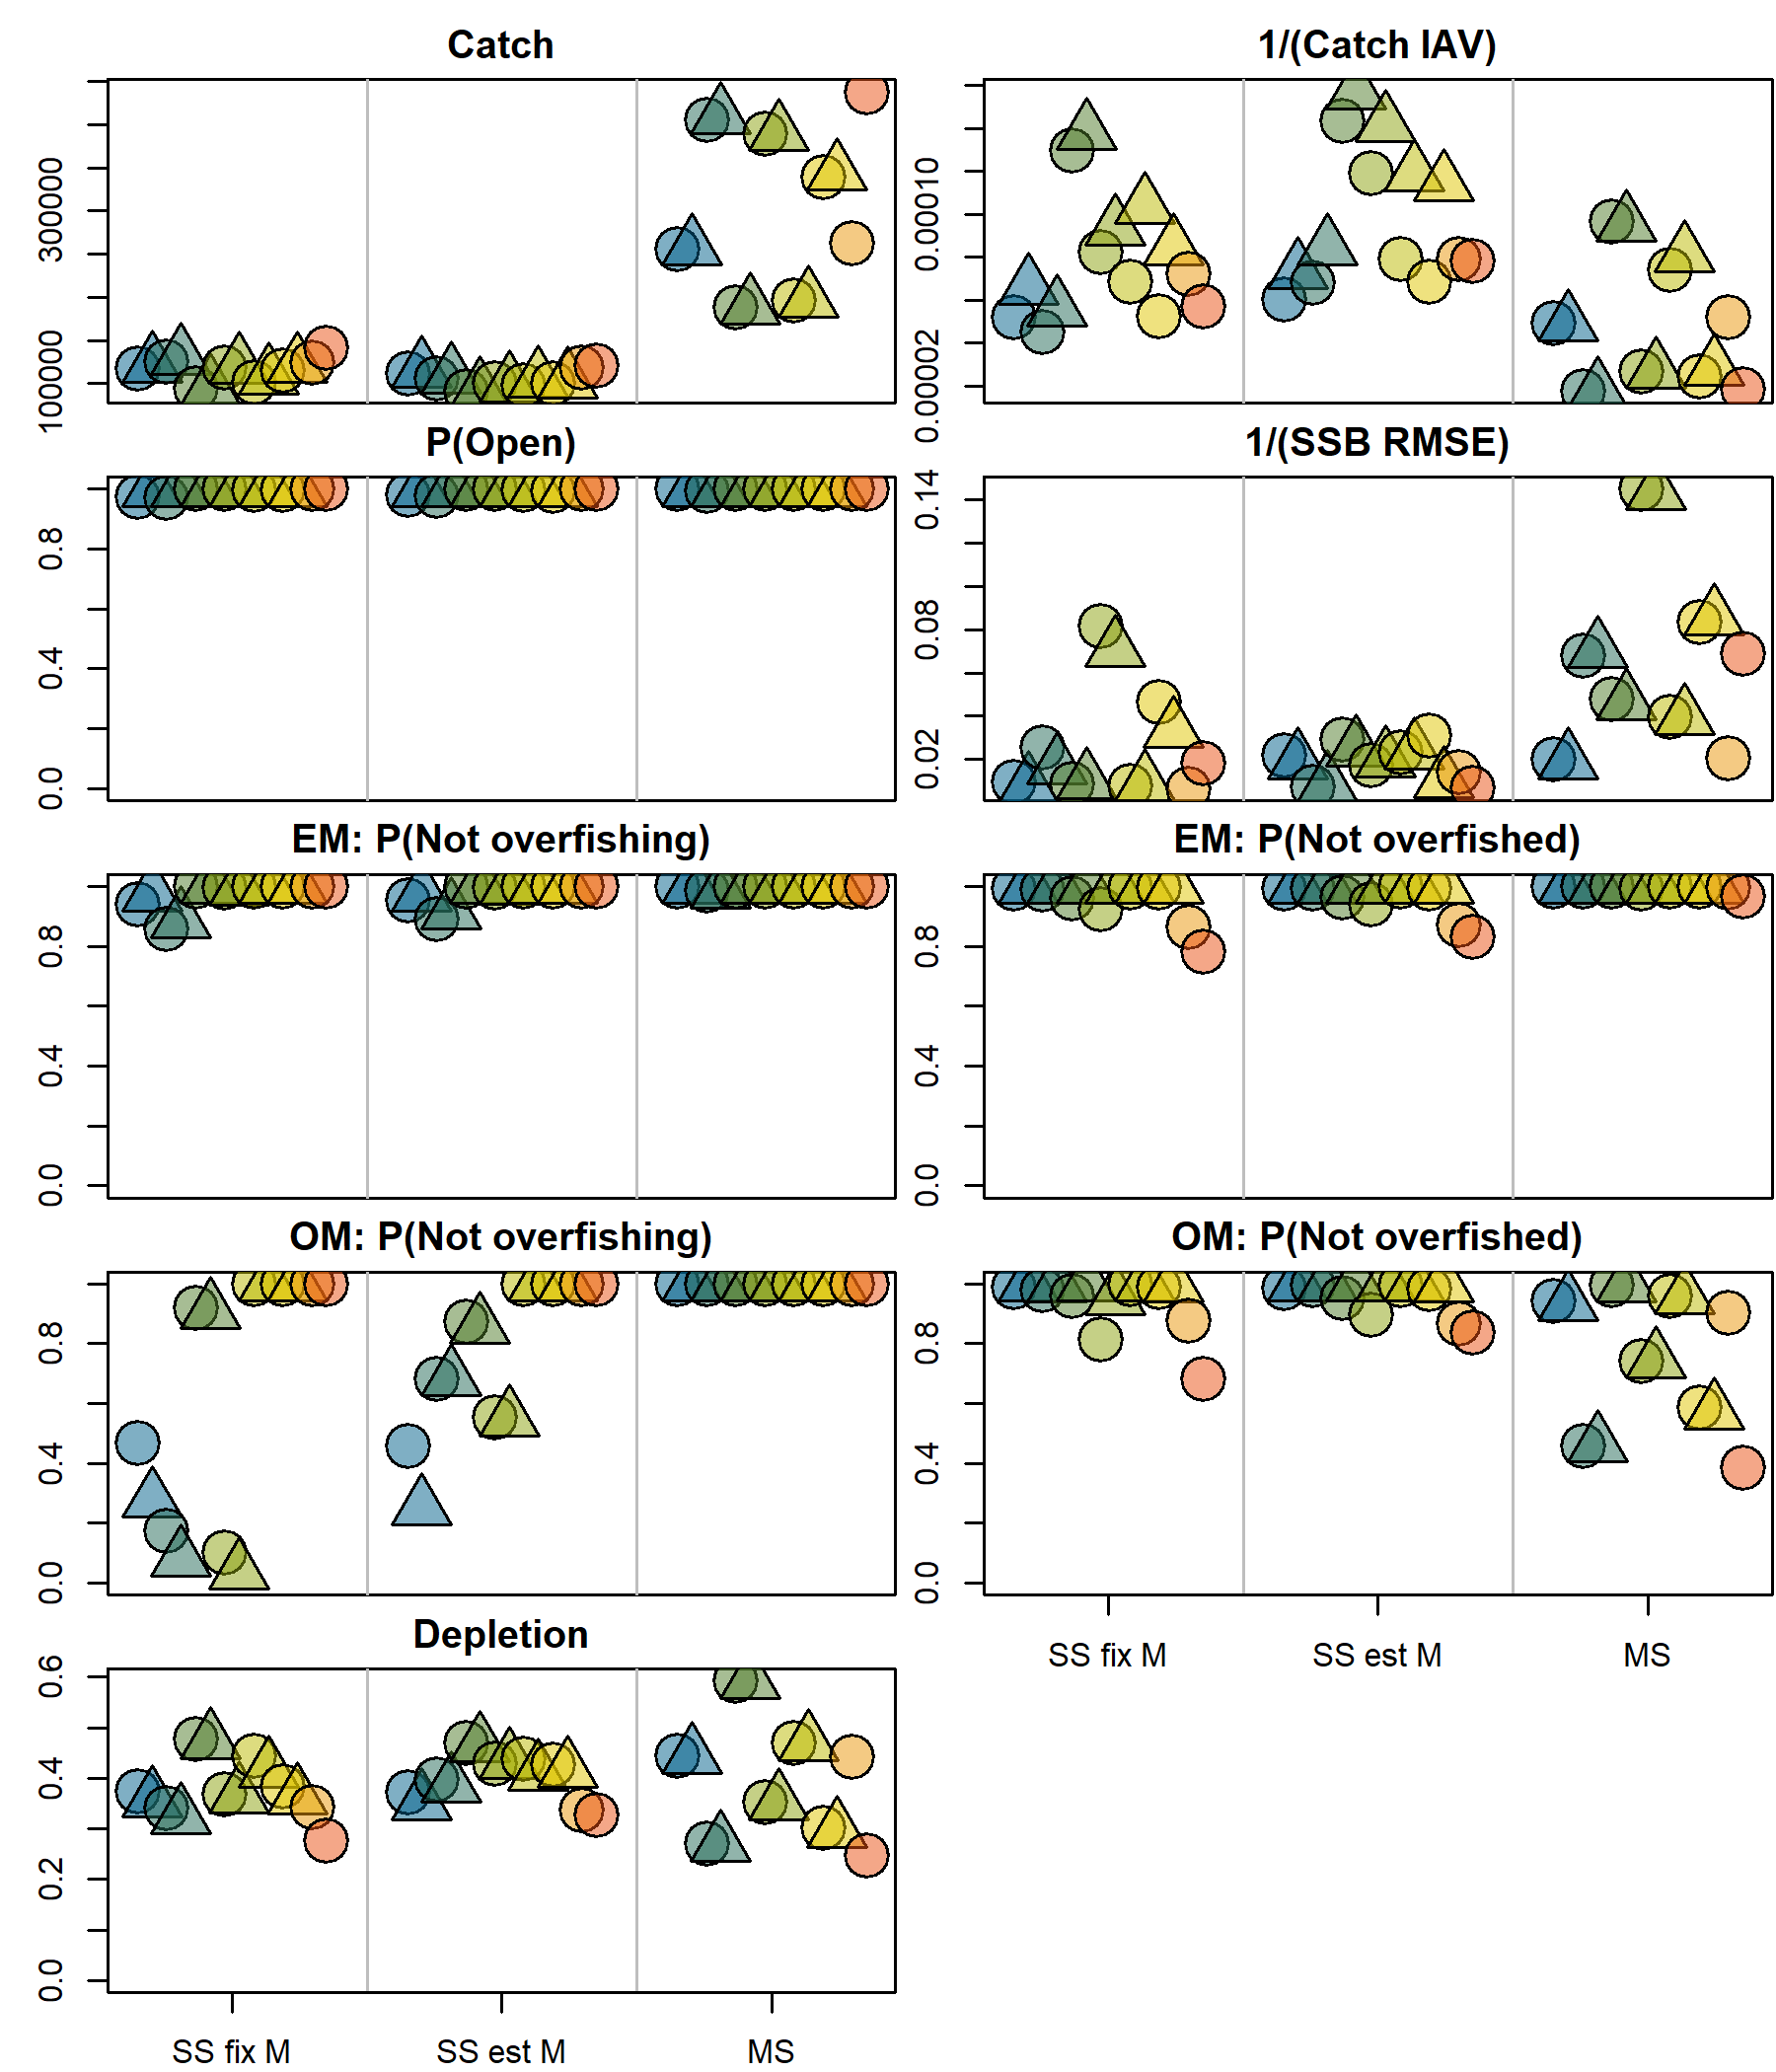 Catch
1/(Catch IAV)
100000 300000
0.00002 0.00010
P(Open)
1/(SSB RMSE)
0.0 0.4 0.8
0.02 0.08 0.14
EM: P(Not overfishing)
EM: P(Not overfished)
0.0 0.4 0.8
0.0 0.4 0.8
OM: P(Not overfishing)
OM: P(Not overfished)
0.0 0.4 0.8
0.0 0.4 0.8
SS fix M SS est M MS
Depletion
0.0 0.2 0.4 0.6
SS fix M SS est M MS